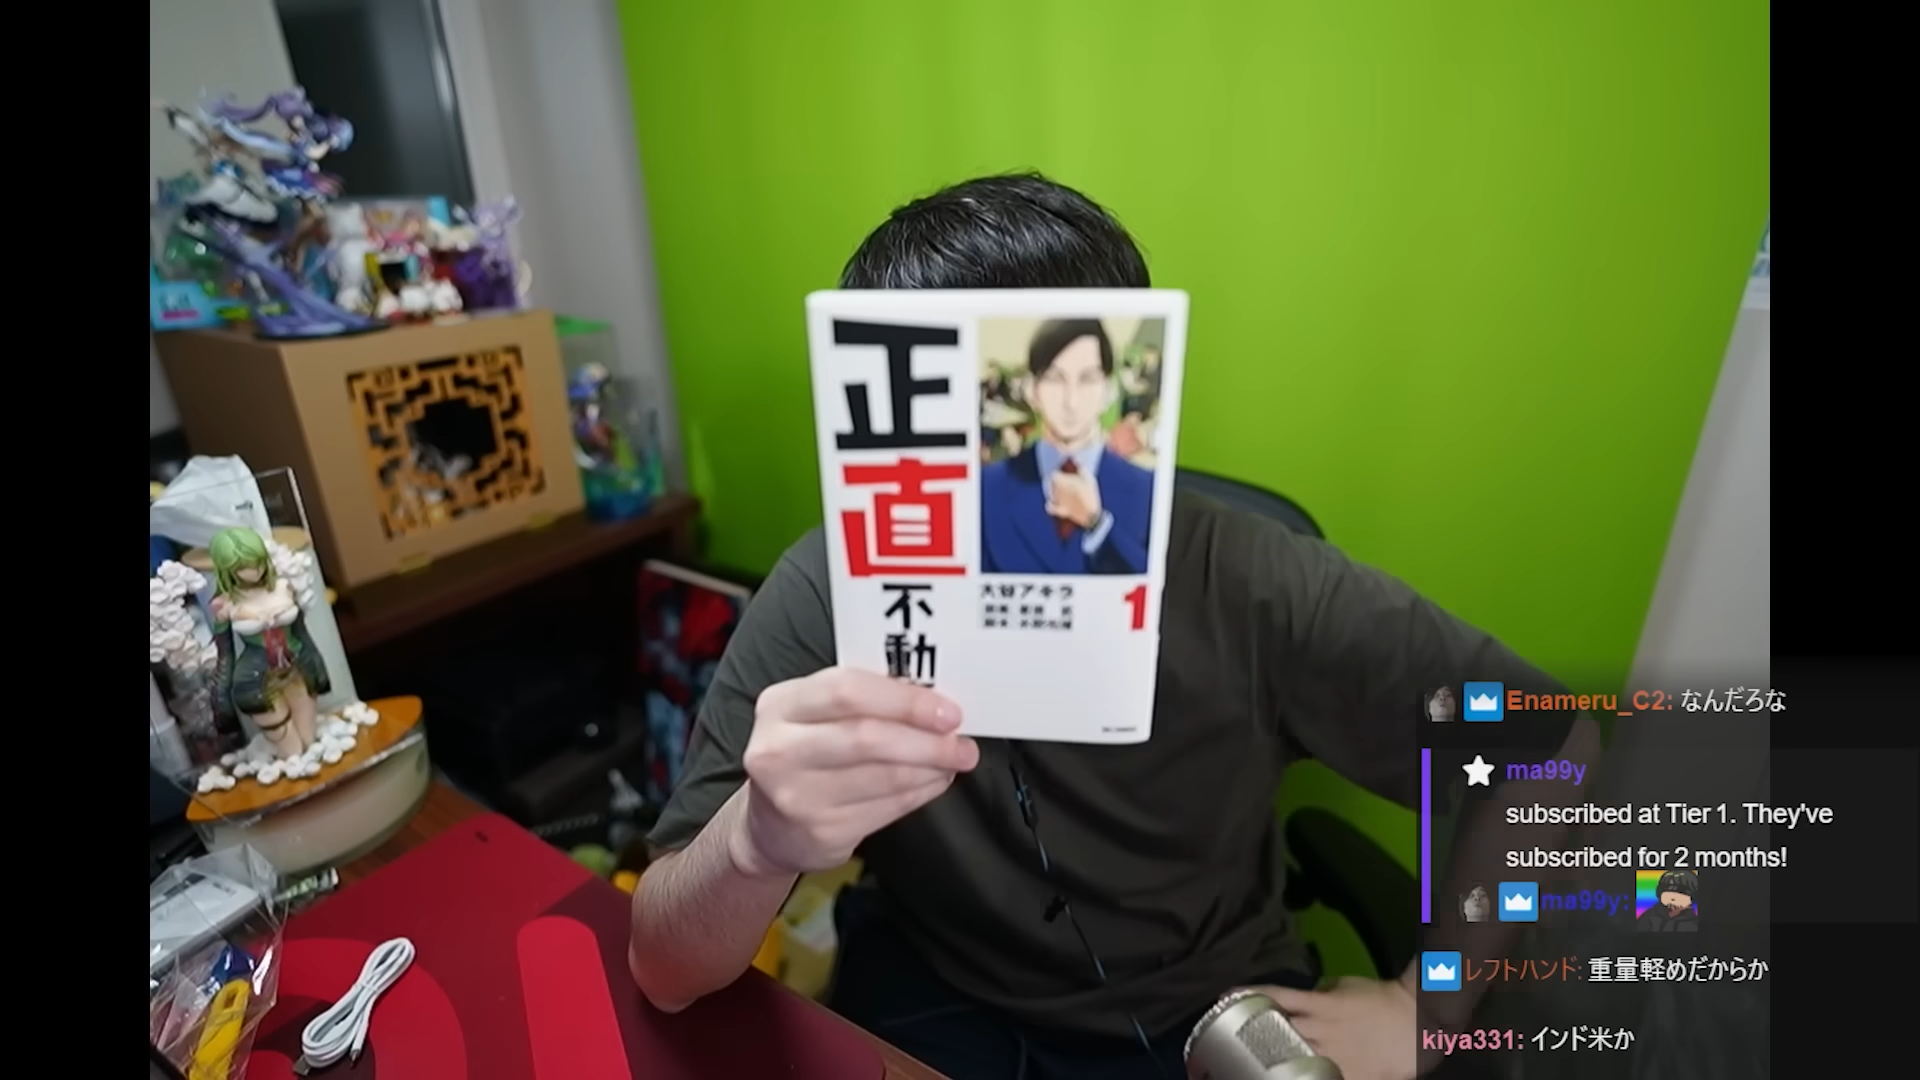 正直不動
大谷アキラ
1
Enameru_C2: なんだろな
ma99y
subscribed at Tier 1. They've
subscribed for 2 months!
ma99y:
レフトハンド: 重量軽めだからか
kiya331: インド米か